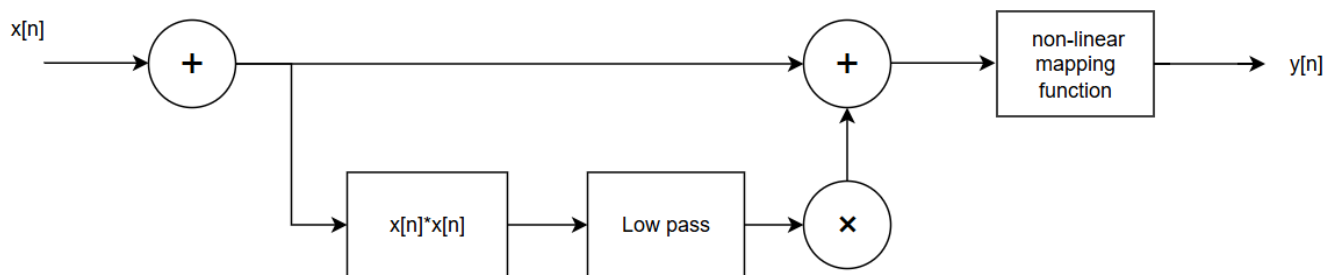 x[n]
+
+
non-linear
mapping
function
y[n]
x[n]*x[n]
Low pass
×